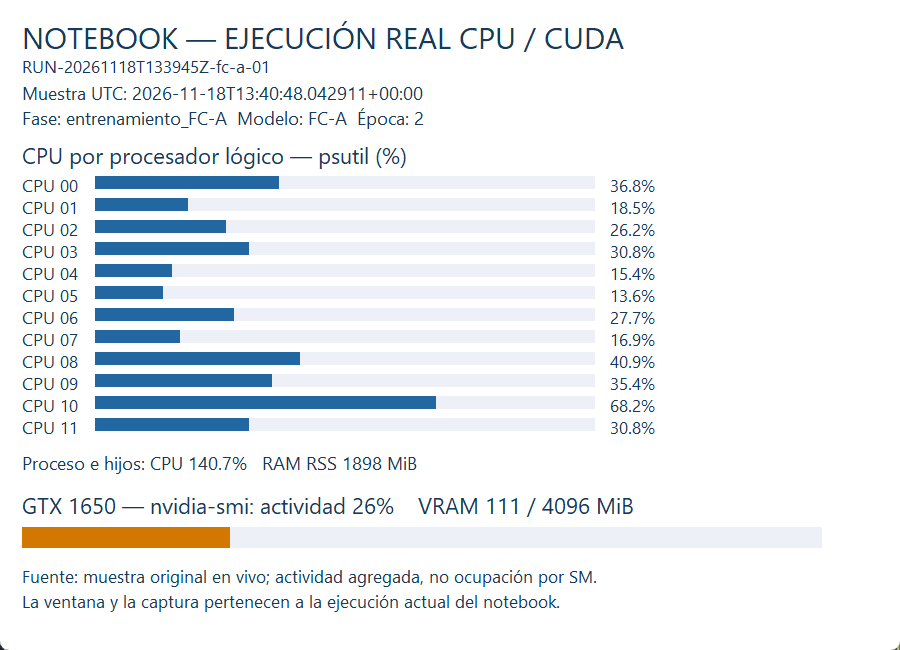 NOTEBOOK — EJECUCIÓN REAL CPU / CUDA
RUN-20261118T133945Z-fc-a-01
Muestra UTC: 2026-11-18T13:40:48.042911+00:00
Fase: entrenamiento_FC-A  Modelo: FC-A  Época: 2
CPU por procesador lógico — psutil (%)
CPU 00 36.8%
CPU 01 18.5%
CPU 02 26.2%
CPU 03 30.8%
CPU 04 15.4%
CPU 05 13.6%
CPU 06 27.7%
CPU 07 16.9%
CPU 08 40.9%
CPU 09 35.4%
CPU 10 68.2%
CPU 11 30.8%
Proceso e hijos: CPU 140.7%  RAM RSS 1898 MiB
GTX 1650 — nvidia-smi: actividad 26%  VRAM 111 / 4096 MiB
Fuente: muestra original en vivo; actividad agregada, no ocupación por SM.
La ventana y la captura pertenecen a la ejecución actual del notebook.